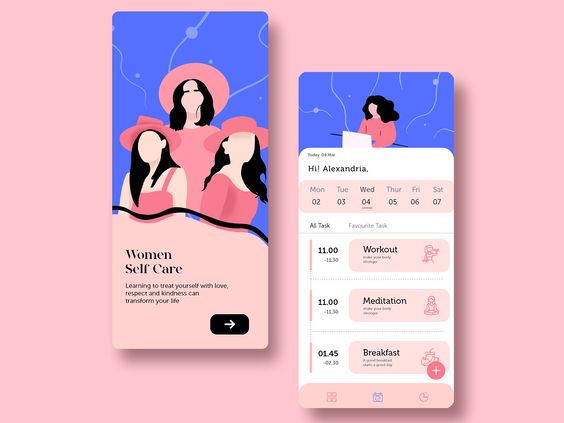 Women
Self Care
Learning to treat yourself with love,
respect and kindness can
transform your life
Today 04 Mar
Hi! Alexandria,
Mon Tue Wed Thur Fri Sat
02 03 04 05 06 07
All Task Favourite Task
11.00
-11.30
Workout
make your body
stronger
11.00
-11.30
Meditation
make your body
stronger
01.45
-02.30
Breakfast
A good breakfast
starts a good day